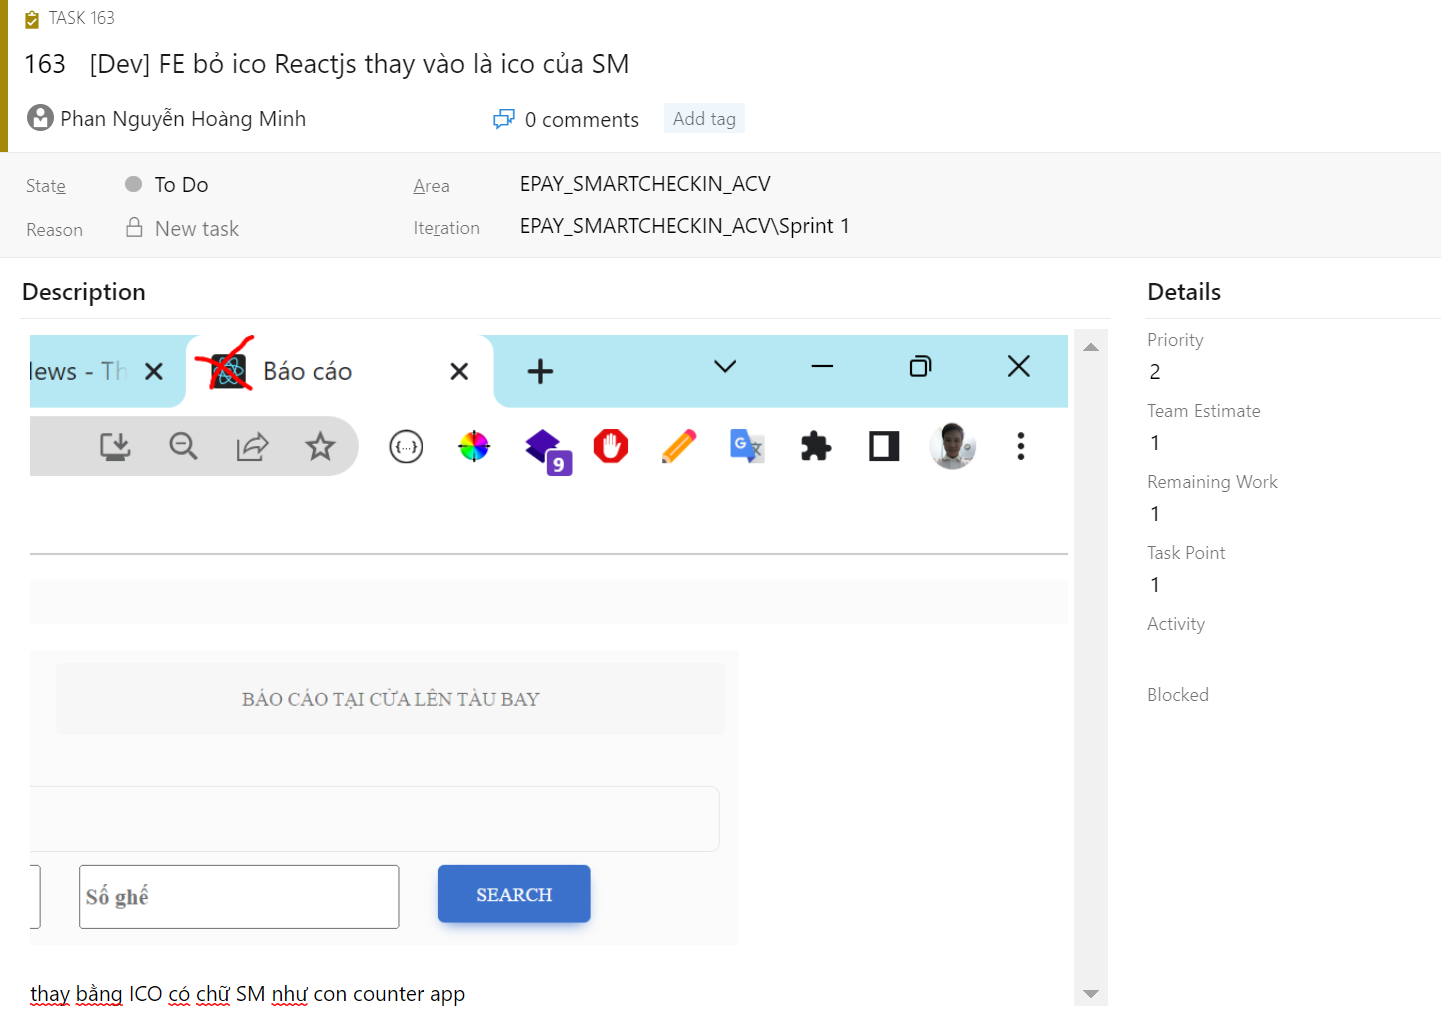 TASK 163
163 [Dev] FE bỏ ico Reactjs thay vào là ico của SM
Phan Nguyễn Hoàng Minh
0 comments
Add tag
State
To Do
Area
EPAY_SMARTCHECKIN_ACV
Reason
New task
Iteration
EPAY_SMARTCHECKIN_ACV\Sprint 1
Description
Details
ews - Th
Báo cáo
{...}
9
G
BÁO CÁO TẠI CỬA LÊN TÀU BAY
Số ghế
SEARCH
thay bằng ICO có chữ SM như con counter app
Priority
2
Team Estimate
1
Remaining Work
1
Task Point
1
Activity
Blocked